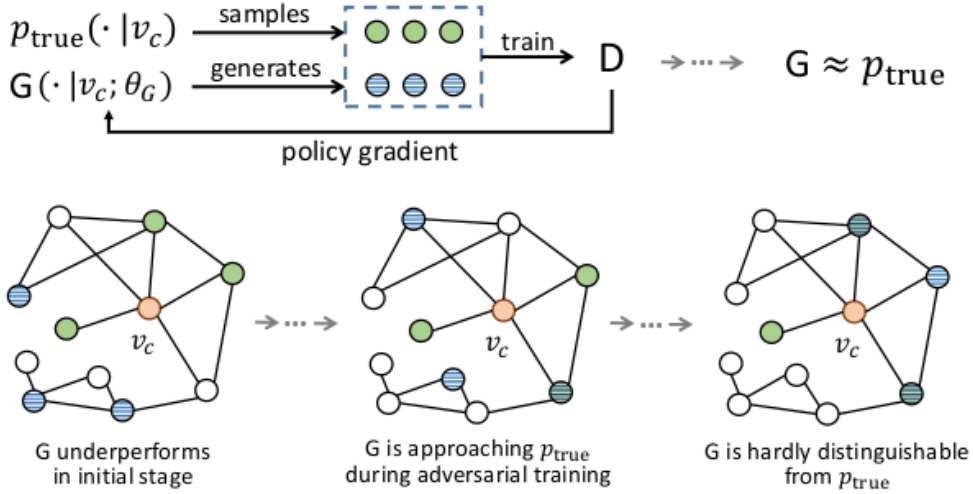 p_true(· |v_c)
samples
G(· |v_c; θ_G)
generates
train
D
G ≈ p_true
policy gradient
v_c
v_c
v_c
G underperforms
in initial stage
G is approaching p_true
during adversarial training
G is hardly distinguishable
from p_true